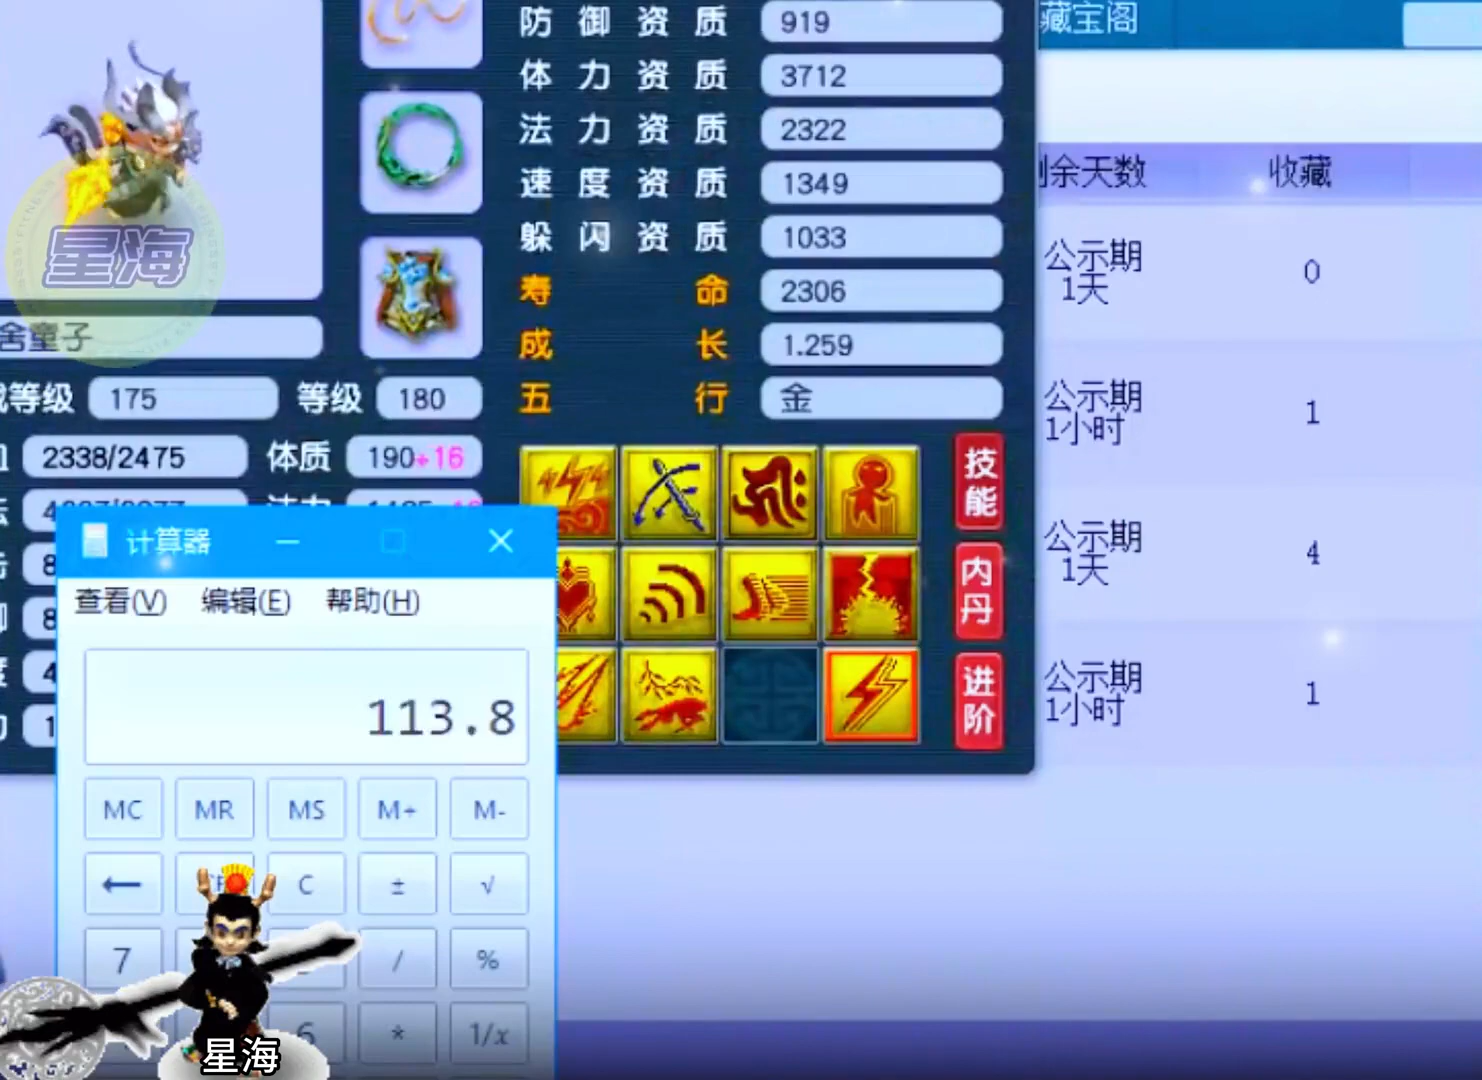 防御资质 919
体力资质 3712
法力资质 2322
速度资质 1349
躲闪资质 1033
寿命 2306
成长 1.259
五行 金
藏宝阁
剩余天数 收藏
公示期
1天
0
公示期
1小时
1
公示期
1天
4
公示期
1小时
1
星海
舍童子
等级 175 等级 180
2338/2475 体质 190+16
技能
内丹
进阶
计算器
查看(V) 编辑(E) 帮助(H)
113.8
MC MR MS M+ M-
← C ± √
7 / %
6 * 1/x
星海